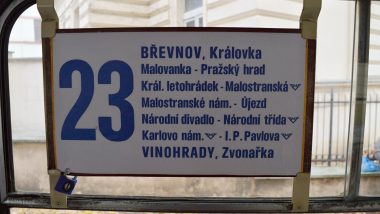 23
BŘEVNOV, Královka
Malovanka - Pražský hrad
Král. letohrádek - Malostranská
Malostranské nám. - Újezd
Národní divadlo - Národní třída
Karlovo nám. - I. P. Pavlova
VINOHRADY, Zvonařka